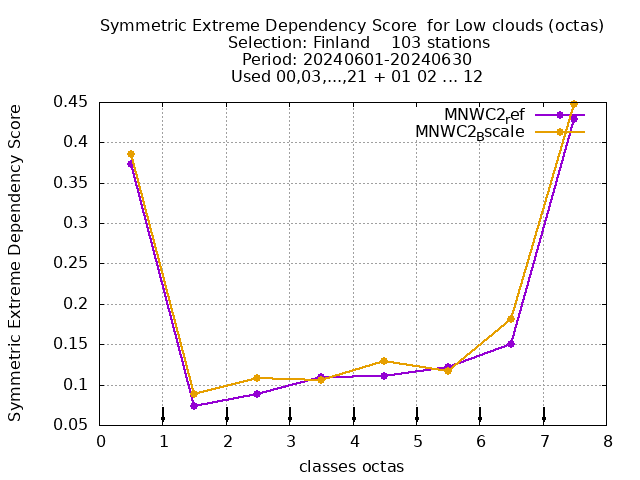 Symmetric Extreme Dependency Score  for Low clouds (octas)
Selection: Finland    103 stations
Period: 20240601-20240630
Used 00,03,...,21 + 01 02 ... 12
Symmetric Extreme Dependency Score
0.45
0.4
0.35
0.3
0.25
0.2
0.15
0.1
0.05
MNWC2ref
MNWC2Bscale
0 1 2 3 4 5 6 7 8
classes octas